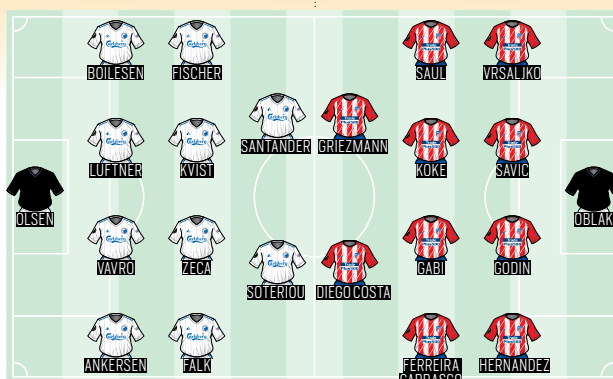 BOILESEN FISCHER SAUL VRSALJKO
SANTANDER GRIEZMANN
LUFTNER KVIST KOKE SAVIC
OLSEN OBLAK
VAVRO ZECA GABI GODIN
SOTERIOU DIEGO COSTA
ANKERSEN FALK FERREIRA HERNANDEZ
CARRASCO